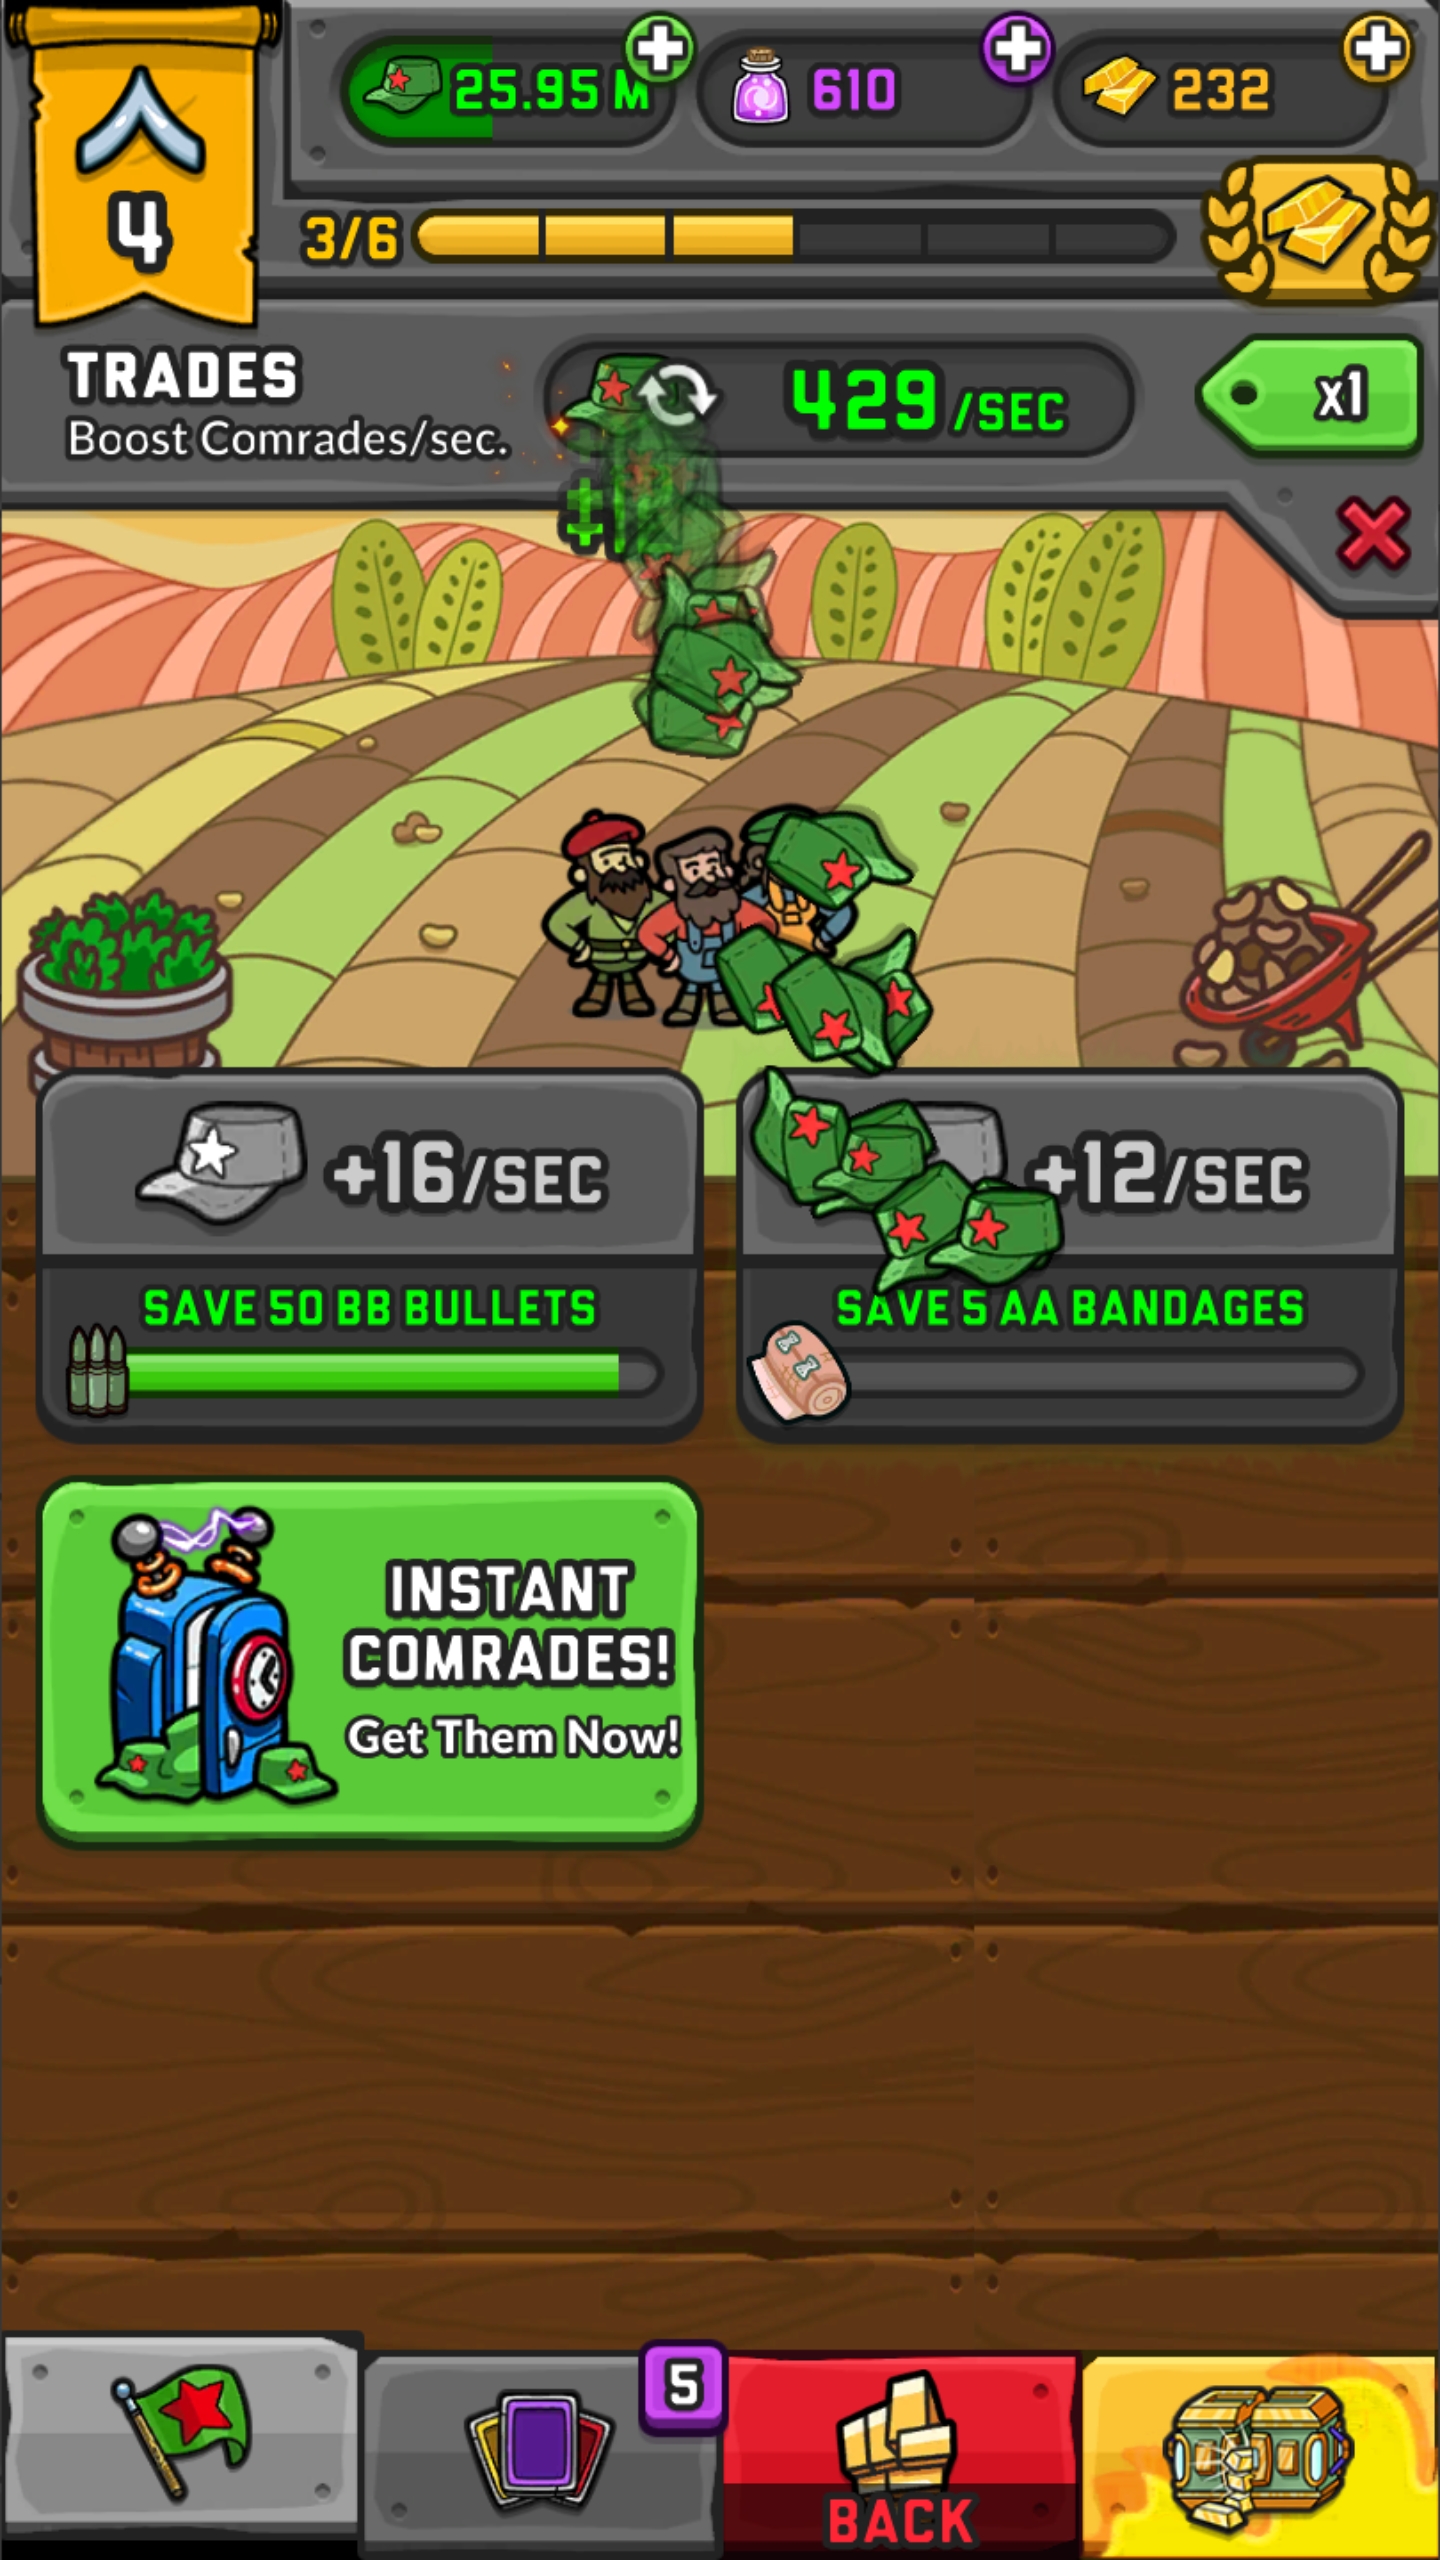 25.95 M
610
232
4
3/6
TRADES
Boost Comrades/sec.
429 /SEC
x1
+16/SEC
+12/SEC
SAVE 50 BB BULLETS
SAVE 5 AA BANDAGES
INSTANT
COMRADES!
Get Them Now!
5
BACK